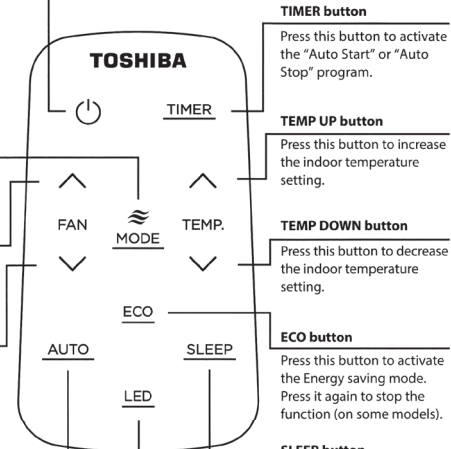 TOSHIBA
TIMER
FAN
MODE
TEMP.
ECO
AUTO
SLEEP
LED
TIMER button
Press this button to activate
the “Auto Start” or “Auto
Stop” program.
TEMP UP button
Press this button to increase
the indoor temperature
setting.
TEMP DOWN button
Press this button to decrease
the indoor temperature
setting.
ECO button
Press this button to activate
the Energy saving mode.
Press it again to stop the
function (on some models).
SLEEP button